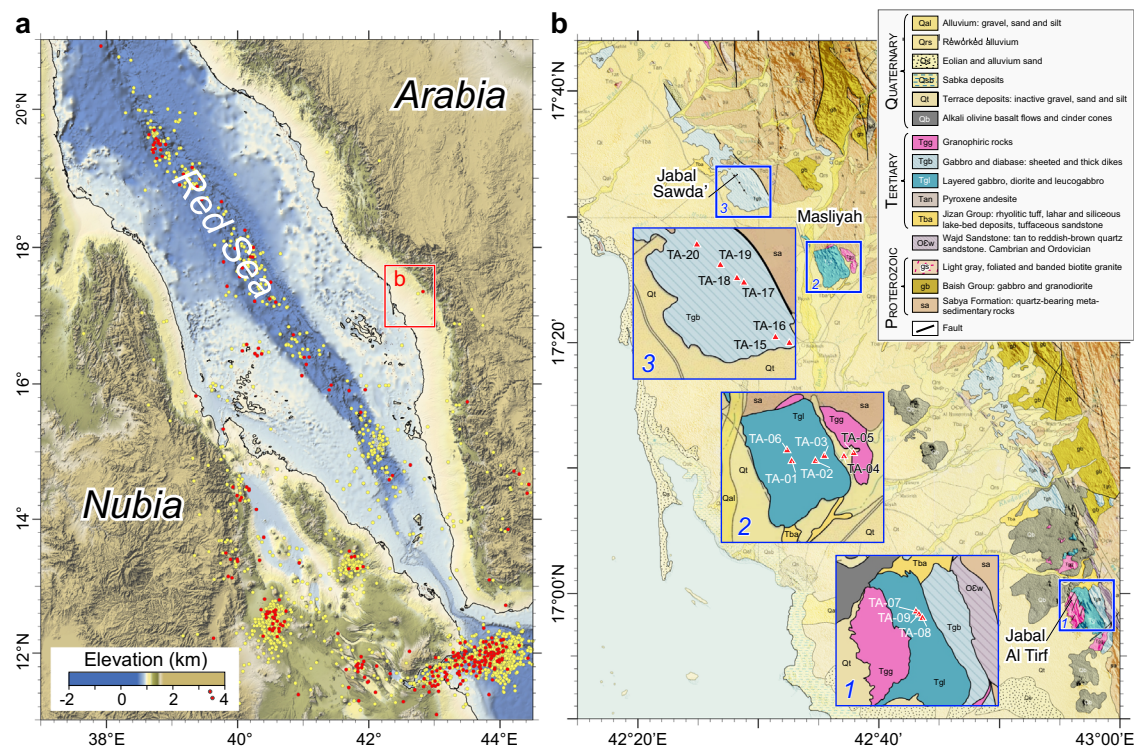 a
Arabia
Red Sea
b
Nubia
Elevation (km)
-2 0 2 4
20°N
18°
16°
14°
12°N
38°E 40° 42° 44°E
b
QUATERNARY
Qal Alluvium: gravel, sand and silt
Qrs Reworked alluvium
Qs Eolian and alluvium sand
Qsb Sabka deposits
Qt Terrace deposits: inactive gravel, sand and silt
Qb Alkali olivine basalt flows and cinder cones
TERTIARY
Tgg Granophiric rocks
Tgb Gabbro and diabase: sheeted and thick dikes
Tgl Layered gabbro, diorite and leucogabbro
Tan Pyroxene andesite
Tba Jizan Group: rhyolitic tuff, lahar and siliceous
lake-bed deposits, tuffaceous sandstone
OЄw Wajd Sandstone: tan to reddish-brown quartz
sandstone. Cambrian and Ordovician
PROTEROZOIC
gs Light gray, foliated and banded biotite granite
gb Baish Group: gabbro and granodiorite
sa Sabya Formation: quartz-bearing meta-
sedimentary rocks
Fault
17°40'N
17°20'N
17°00'N
42°20'E 42°40'E 43°00'E
Jabal
Sawda'
3
Masliyah
2
Jabal
Al Tirf
1
TA-20
TA-19
TA-18
TA-17
TA-16
TA-15
sa
Qt
Tgb
Qt
3
Tgl
sa
Tgg
TA-06
TA-03
TA-05
TA-04
TA-01
TA-02
Qt
Qal
Tba
Qt
2
Tba
sa
OЄw
TA-07
TA-09
TA-08
Tgb
Qt
Tgg
Tgl
1